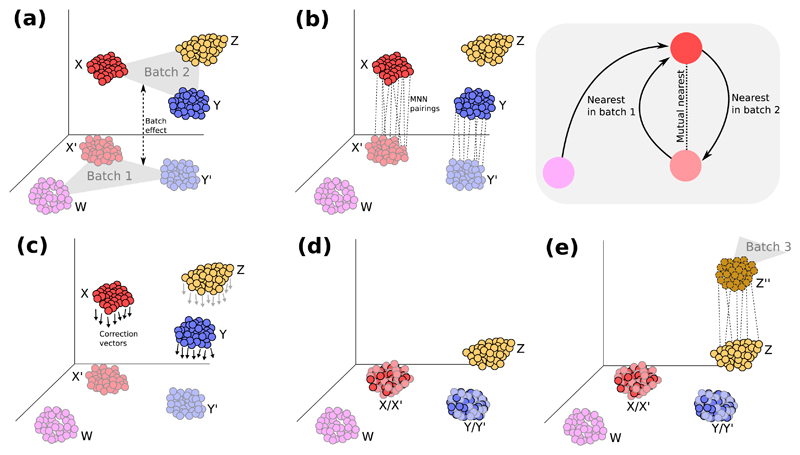 (a)
X
Z
Batch 2
Y
Batch effect
X'
Batch 1
Y'
W
(b)
X
Z
MNN
pairings
Y
X'
Y'
W
Nearest
in batch 1
Mutual nearest
Nearest
in batch 2
(c)
X
Z
Y
Correction
vectors
X'
Y'
W
(d)
Z
X/X'
Y/Y'
W
(e)
Batch 3
Z''
Z
X/X'
Y/Y'
W